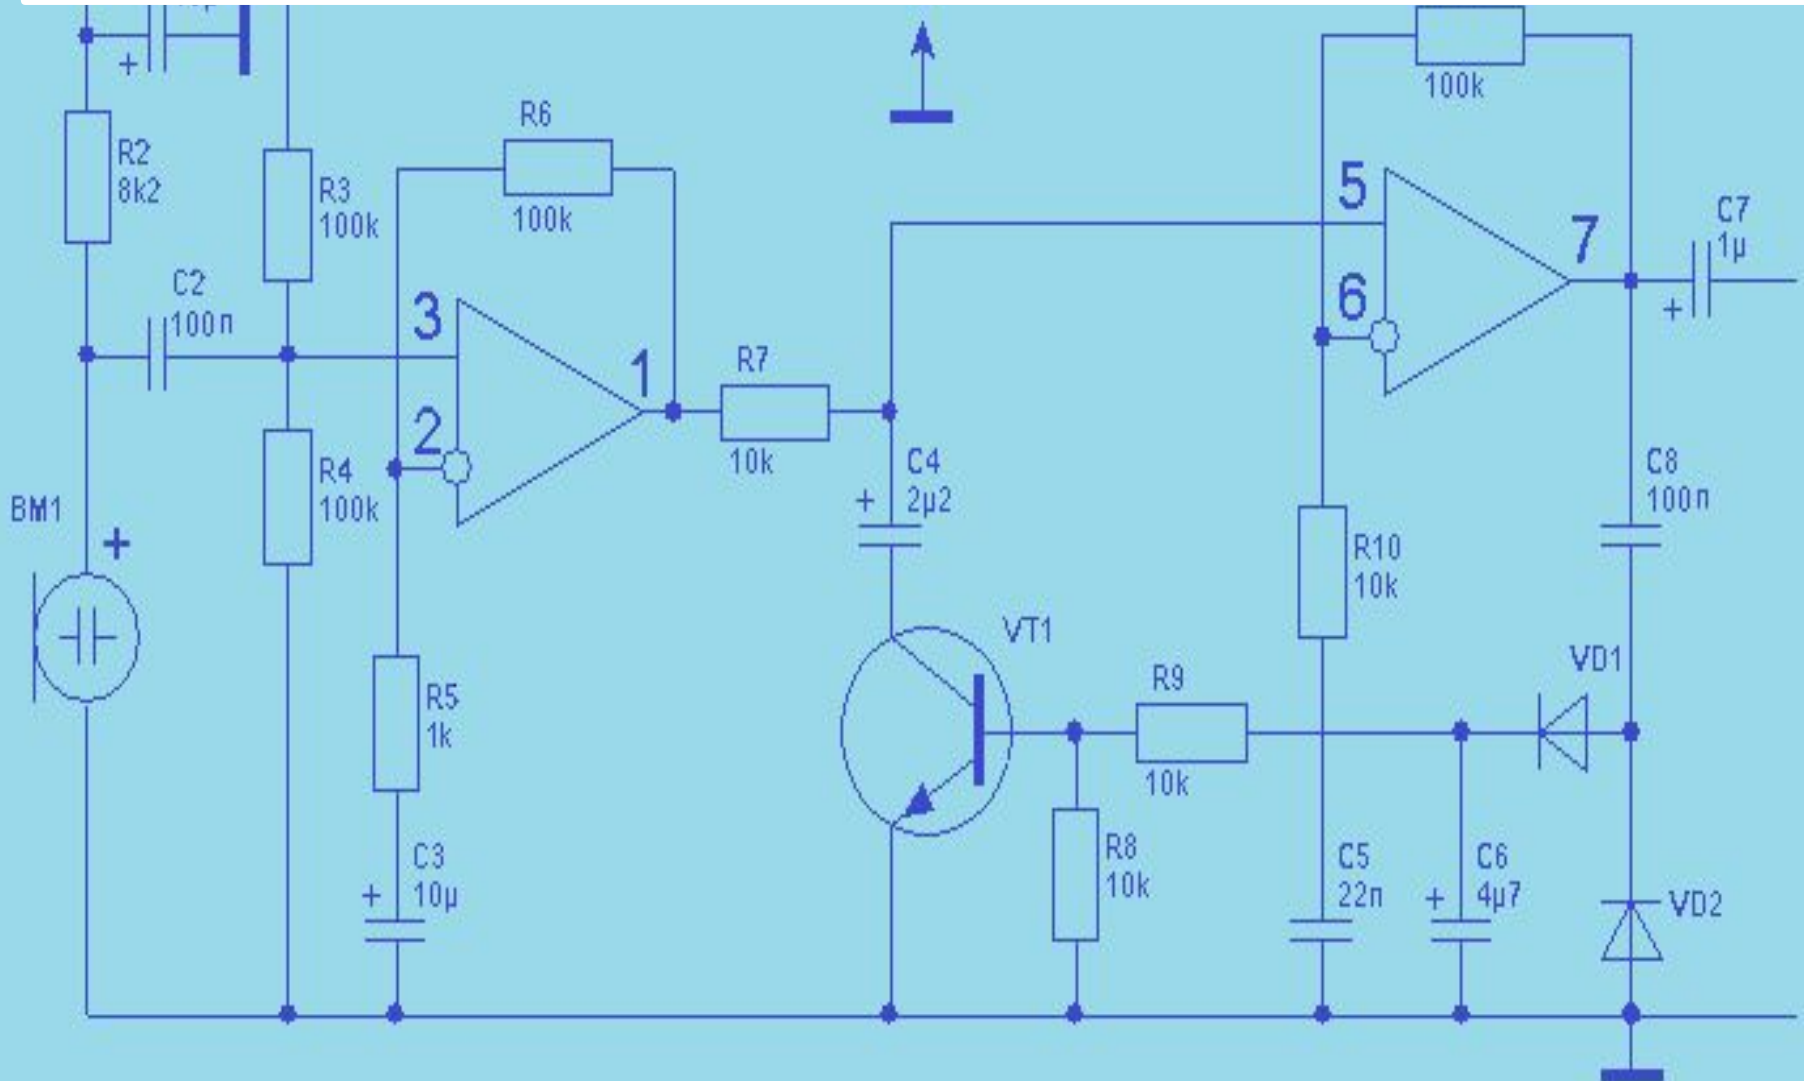 +
100k
R6
R2
8k2
R3
100k
100k
5
C7
1µ
7
C2
100n
3
6
+
1
R7
2
10k
C4
+ 2µ2
C8
100n
R4
100k
BM1
+
R10
10k
VT1
VD1
R9
R5
1k
10k
C3
+ 10µ
R8
10k
C5
22n
C6
+ 4µ7
VD2